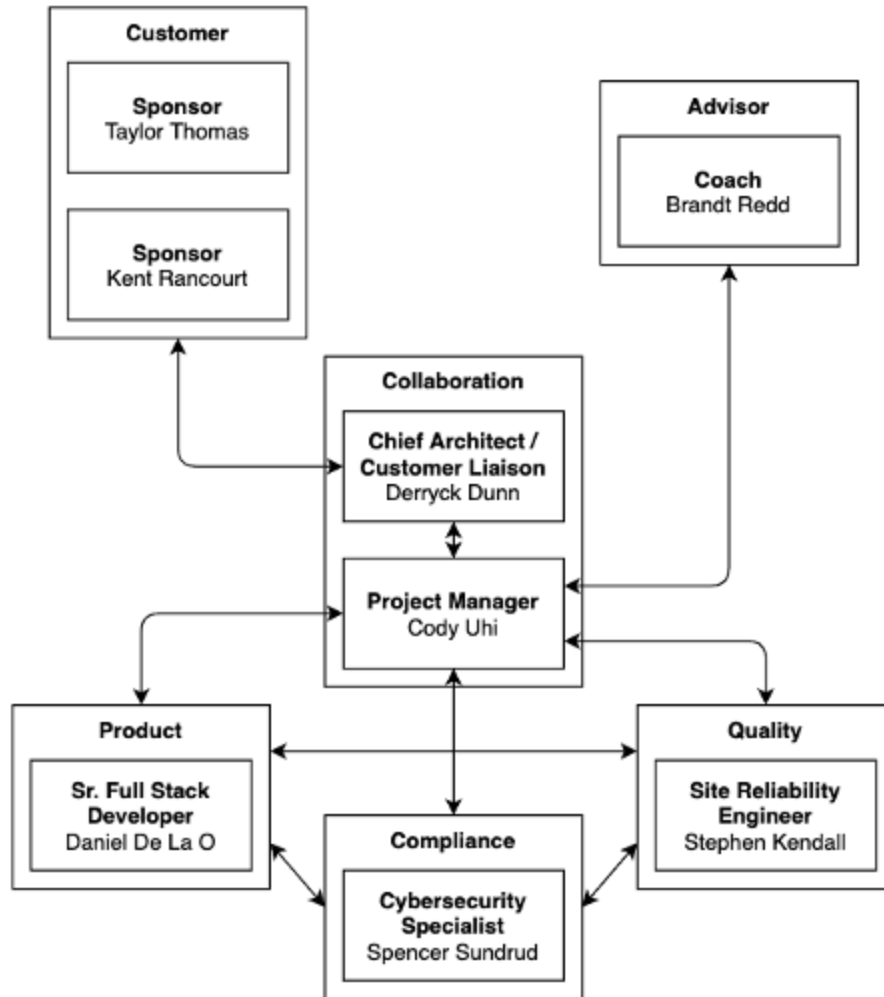 Customer
Sponsor
Taylor Thomas
Sponsor
Kent Rancourt
Advisor
Coach
Brandt Redd
Collaboration
Chief Architect /
Customer Liaison
Derryck Dunn
Project Manager
Cody Uhi
Product
Sr. Full Stack
Developer
Daniel De La O
Quality
Site Reliability
Engineer
Stephen Kendall
Compliance
Cybersecurity
Specialist
Spencer Sundrud